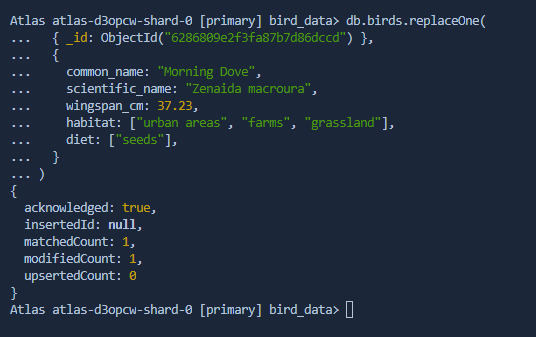 Atlas atlas-d3opcw-shard-0 [primary] bird_data> db.birds.replaceOne(
...   { _id: ObjectId("6286809e2f3fa87b7d86dccd") },
...   {
...     common_name: "Morning Dove",
...     scientific_name: "Zenaida macroura",
...     wingspan_cm: 37.23,
...     habitat: ["urban areas", "farms", "grassland"],
...     diet: ["seeds"],
...   }
... )
{
  acknowledged: true,
  insertedId: null,
  matchedCount: 1,
  modifiedCount: 1,
  upsertedCount: 0
}
Atlas atlas-d3opcw-shard-0 [primary] bird_data>